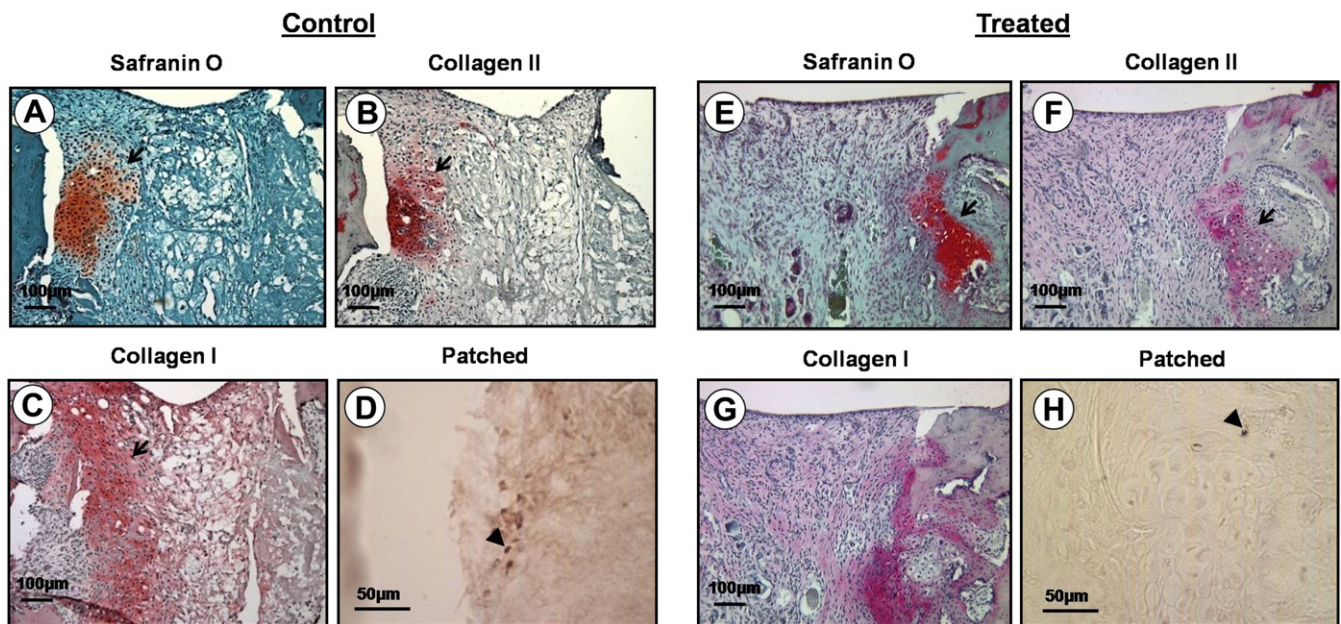 Control
Treated
Safranin O
Collagen II
Safranin O
Collagen II
A
B
E
F
100µm
100µm
100µm
100µm
Collagen I
Patched
Collagen I
Patched
C
D
G
H
100µm
50µm
100µm
50µm